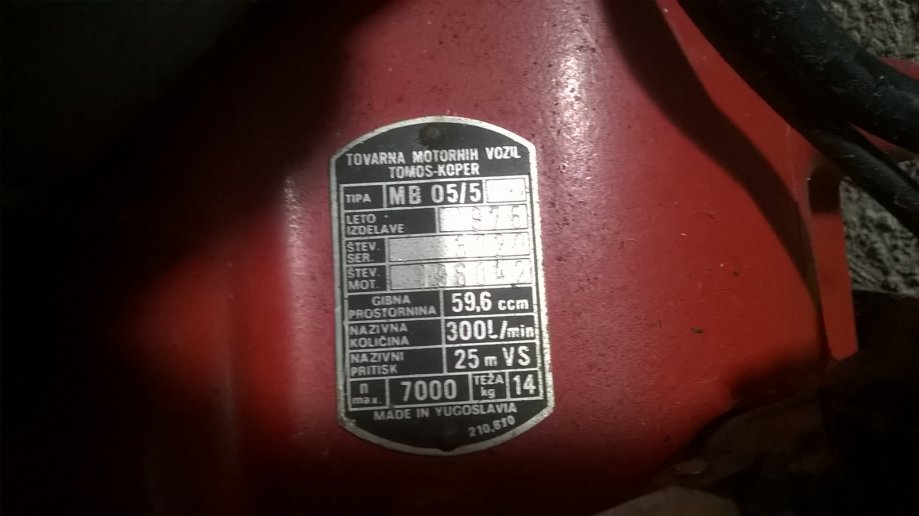 TOVARNA MOTORNIH VOZIL
TOMOS-KOPER
TIPA MB 05/5
LETO IZDELAVE 976
ŠTEV. SER.
ŠTEV. MOT.
GIBNA PROSTORNINA 59,6 ccm
NAZIVNA KOLIČINA 300L/min
NAZIVNI PRITISK 25 m VS
n max. 7000 TEŽA kg 14
MADE IN YUGOSLAVIA
210.610